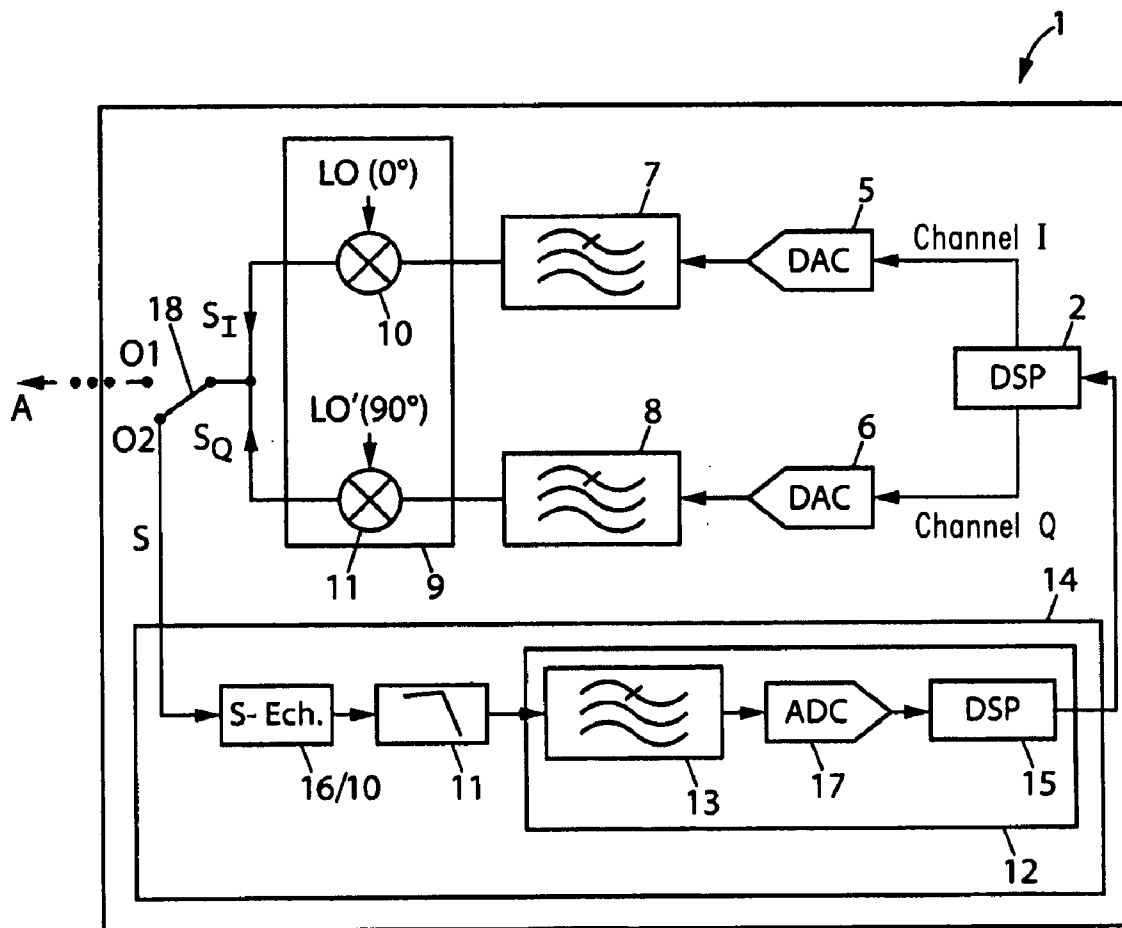 1
LO (0°)
7
5
Channel I
DAC
2
18
S_I
10
O1
DSP
A
LO'(90°)
8
6
O2
S_Q
DAC
Channel Q
S
11
9
14
S- Ech.
ADC
DSP
16/10
11
13
17
15
12